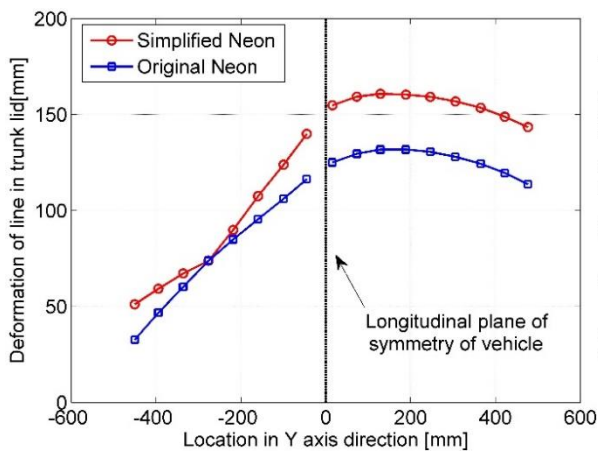 Simplified Neon
Original Neon
Deformation of line in trunk lid[mm]
200
150
100
50
0
Longitudinal plane of
symmetry of vehicle
-600
-400
-200
0
200
400
600
Location in Y axis direction [mm]